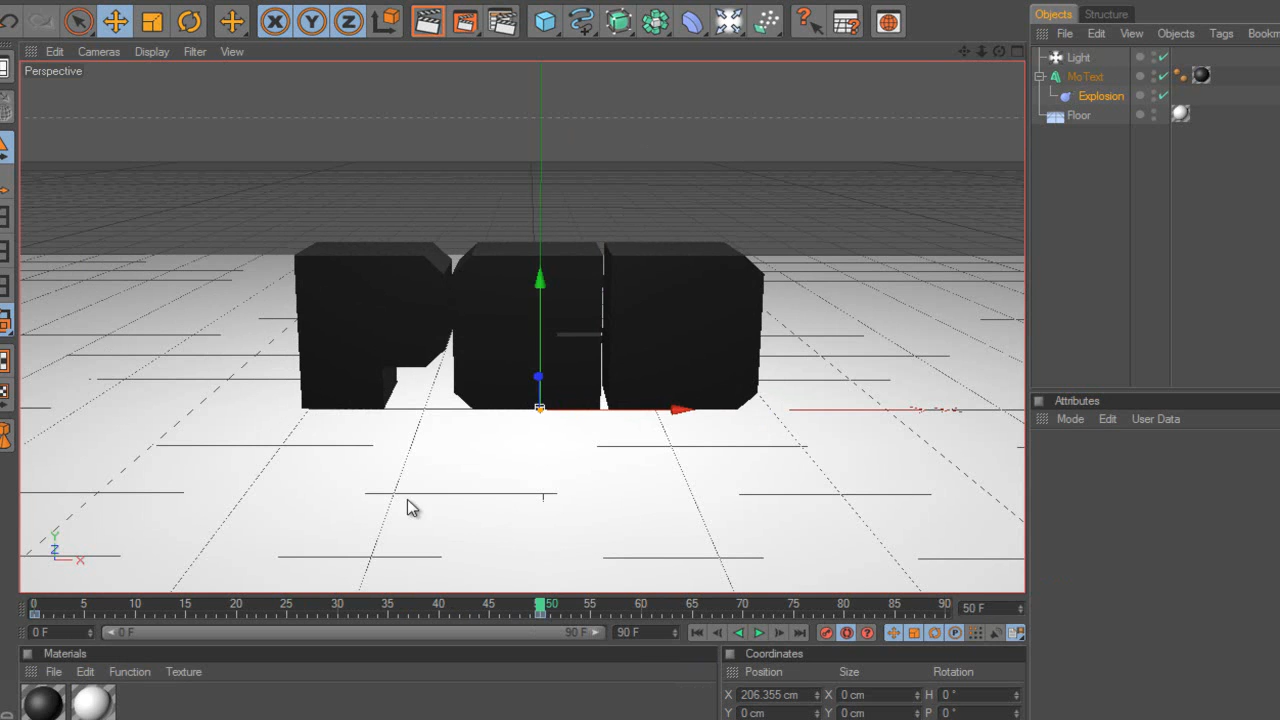 Objects Structure
File Edit View Objects Tags Bookm
Edit Cameras Display Filter View
Perspective
Light
MoText
Explosion
Floor
Attributes
Mode Edit User Data
Y
Z
X
0 5 10 15 20 25 30 35 40 45 50 55 60 65 70 75 80 85 90 50 F
0 F 0 F 90 F 90 F
Materials
File Edit Function Texture
Coordinates
Position Size Rotation
X 206.355 cm X 0 cm H 0 °
Y 0 cm Y 0 cm P 0 °